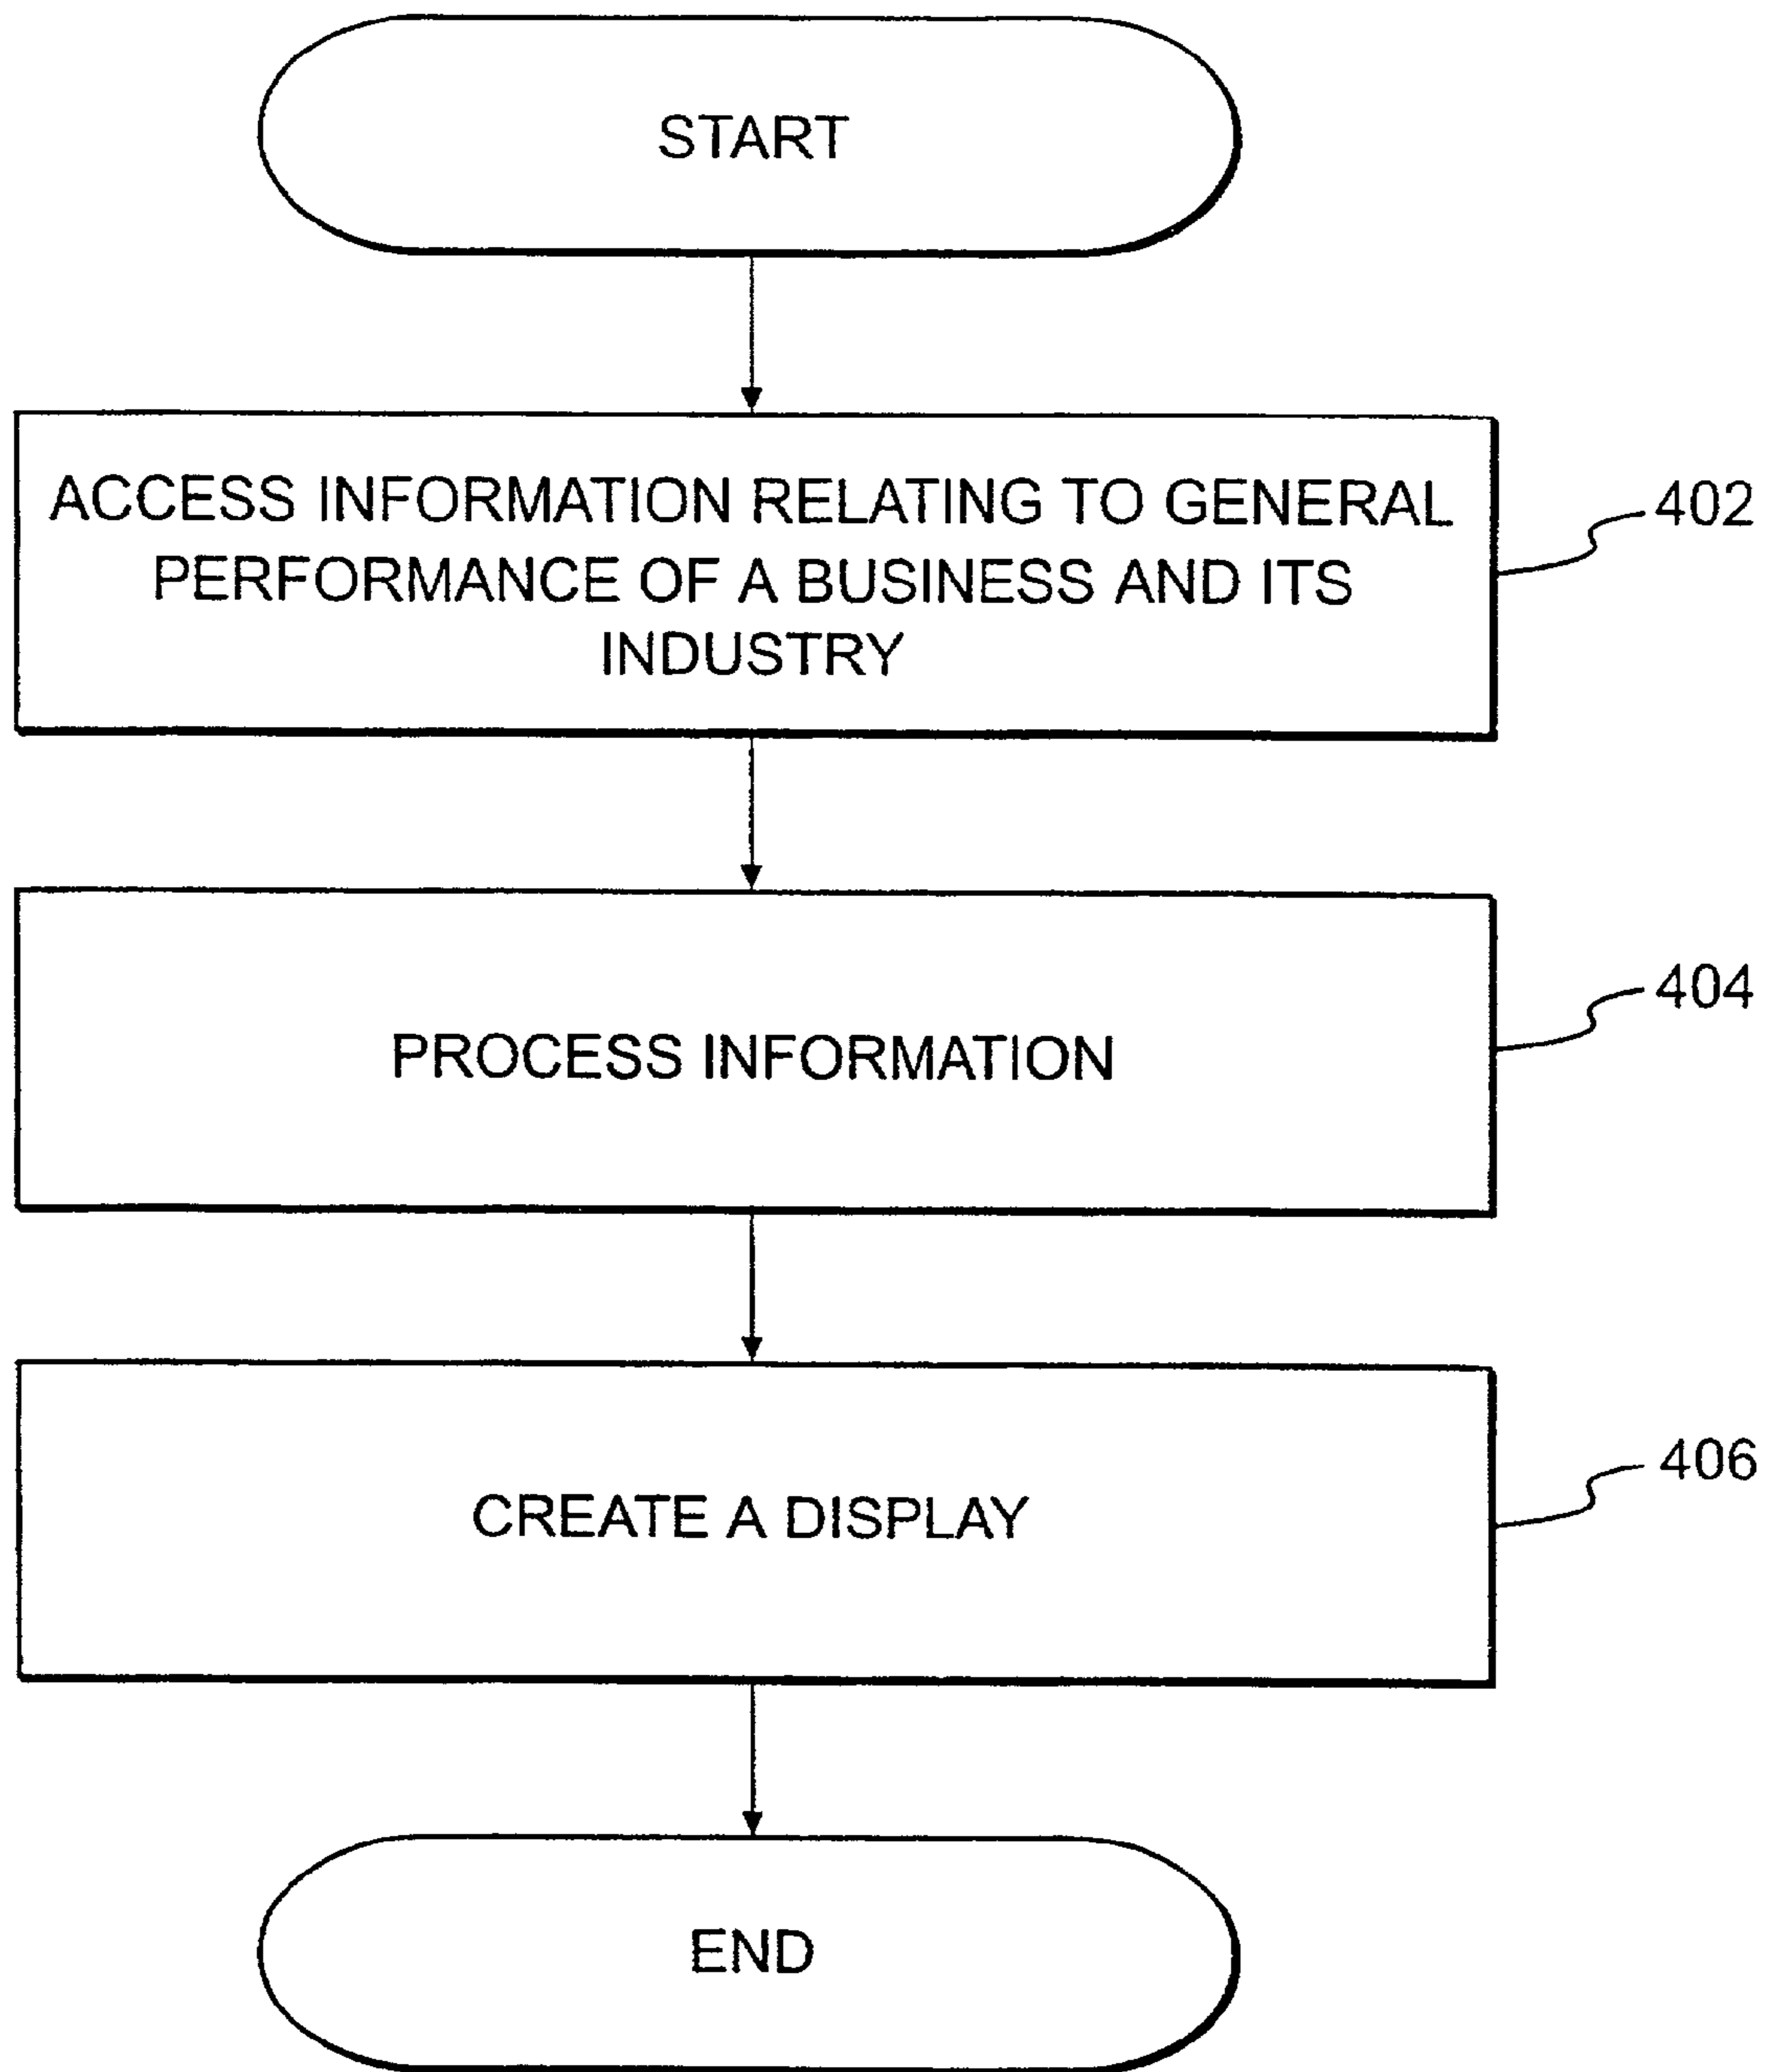 START
ACCESS INFORMATION RELATING TO GENERAL
PERFORMANCE OF A BUSINESS AND ITS
INDUSTRY
402
PROCESS INFORMATION
404
CREATE A DISPLAY
406
END